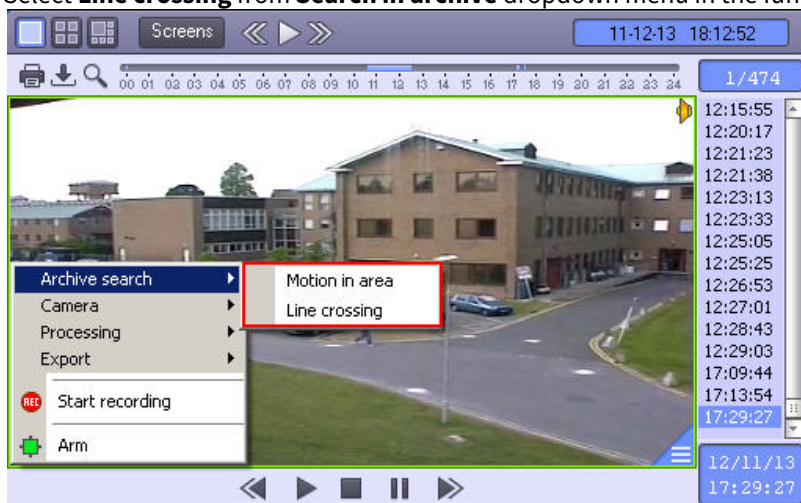 Select Line crossing from Search in archive dropdown menu in the
Screens
11-12-13 18:12:52
00 01 02 03 04 05 06 07 08 09 10 11 12 13 14 15 16 17 18 19 20 21 22 23 24
1/474
12:15:55
12:20:17
12:21:23
12:21:38
12:23:13
12:23:33
12:25:05
12:25:25
12:26:53
12:27:01
12:28:43
12:29:03
17:09:44
17:13:54
17:29:27
Archive search
Motion in area
Camera
Line crossing
Processing
Export
REC Start recording
Arm
12/11/13
17:29:27